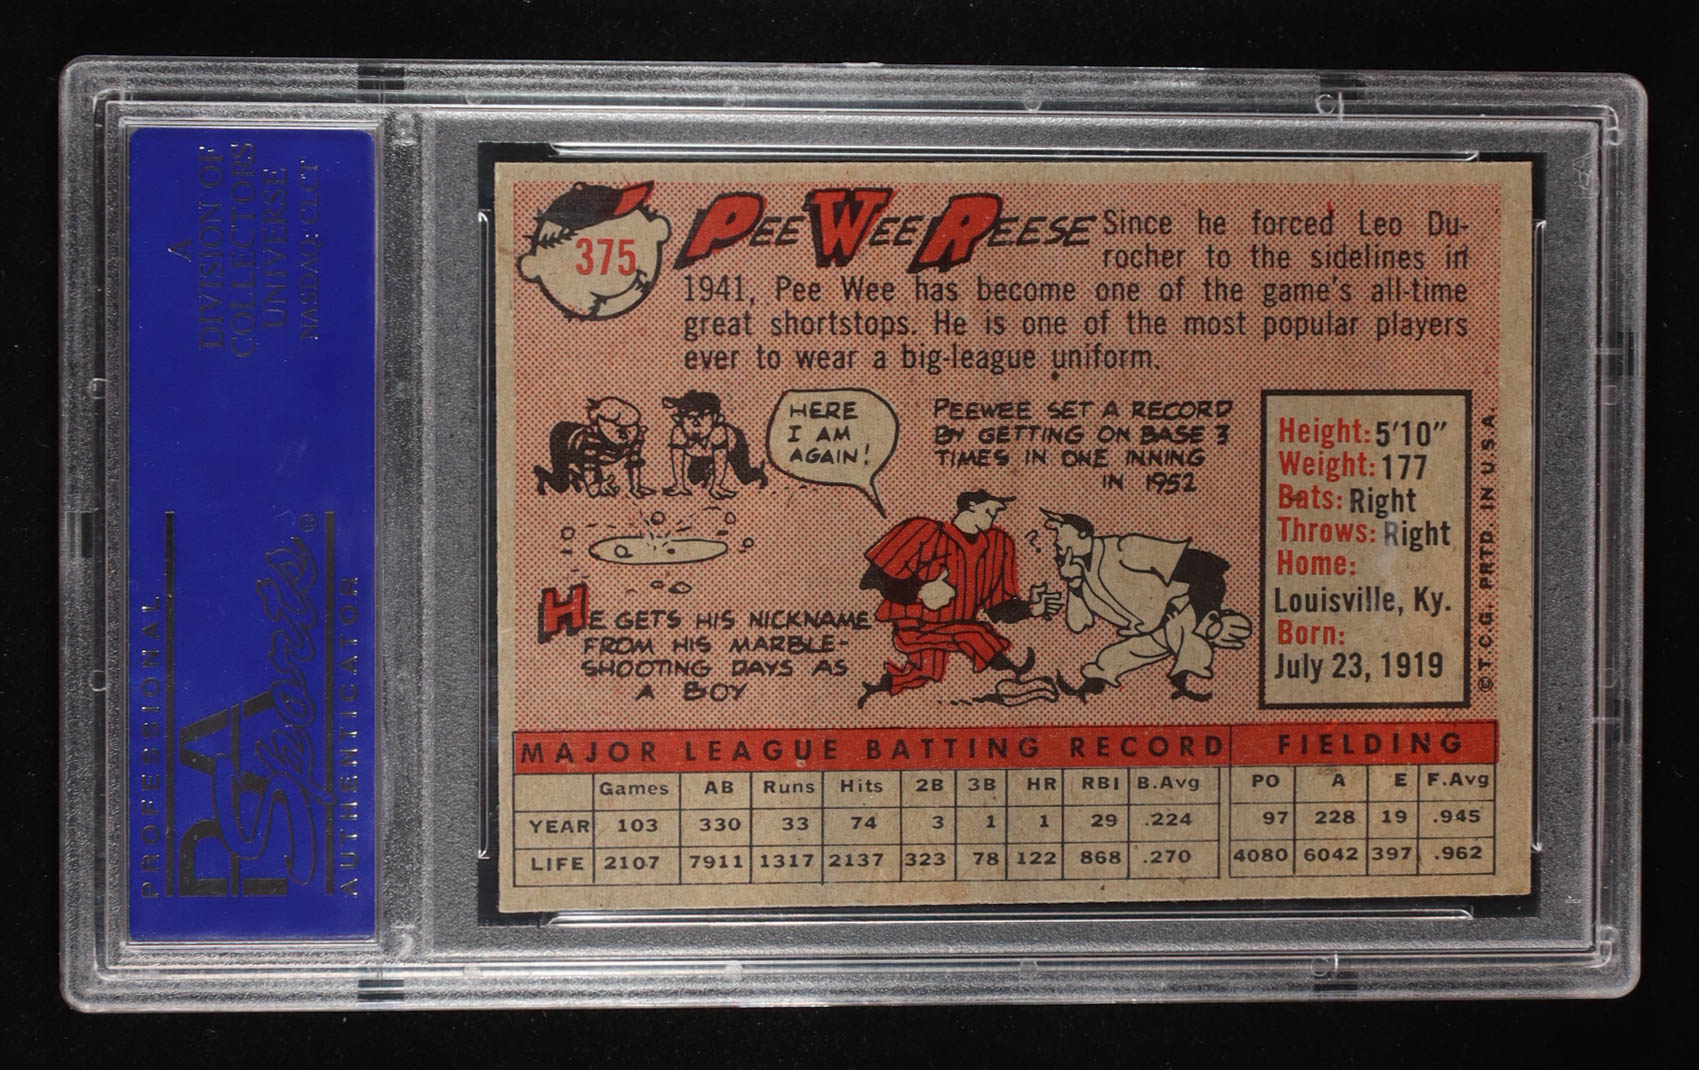 A
DIVISION OF
COLLECTORS
UNIVERSE
NASDAQ: CLCT
PROFESSIONAL
PSA
Sports
®
AUTHENTICATOR
375
PEE WEE REESE
Since he forced Leo Du-
rocher to the sidelines in
1941, Pee Wee has become one of the game's all-time
great shortstops. He is one of the most popular players
ever to wear a big-league uniform.
HERE
I AM
AGAIN!
PEEWEE SET A RECORD
BY GETTING ON BASE 3
TIMES IN ONE INNING
IN 1952
?
HE GETS HIS NICKNAME
FROM HIS MARBLE-
SHOOTING DAYS AS
A BOY
Height: 5'10"
Weight: 177
Bats: Right
Throws: Right
Home:
Louisville, Ky.
Born:
July 23, 1919
©T.C.G. PRTD. IN U.S.A.
MAJOR LEAGUE BATTING RECORD FIELDING
Games AB Runs Hits 2B 3B HR RBI B.Avg PO A E F.Avg
YEAR 103 330 33 74 3 1 1 29 .224 97 228 19 .945
LIFE 2107 7911 1317 2137 323 78 122 868 .270 4080 6042 397 .962